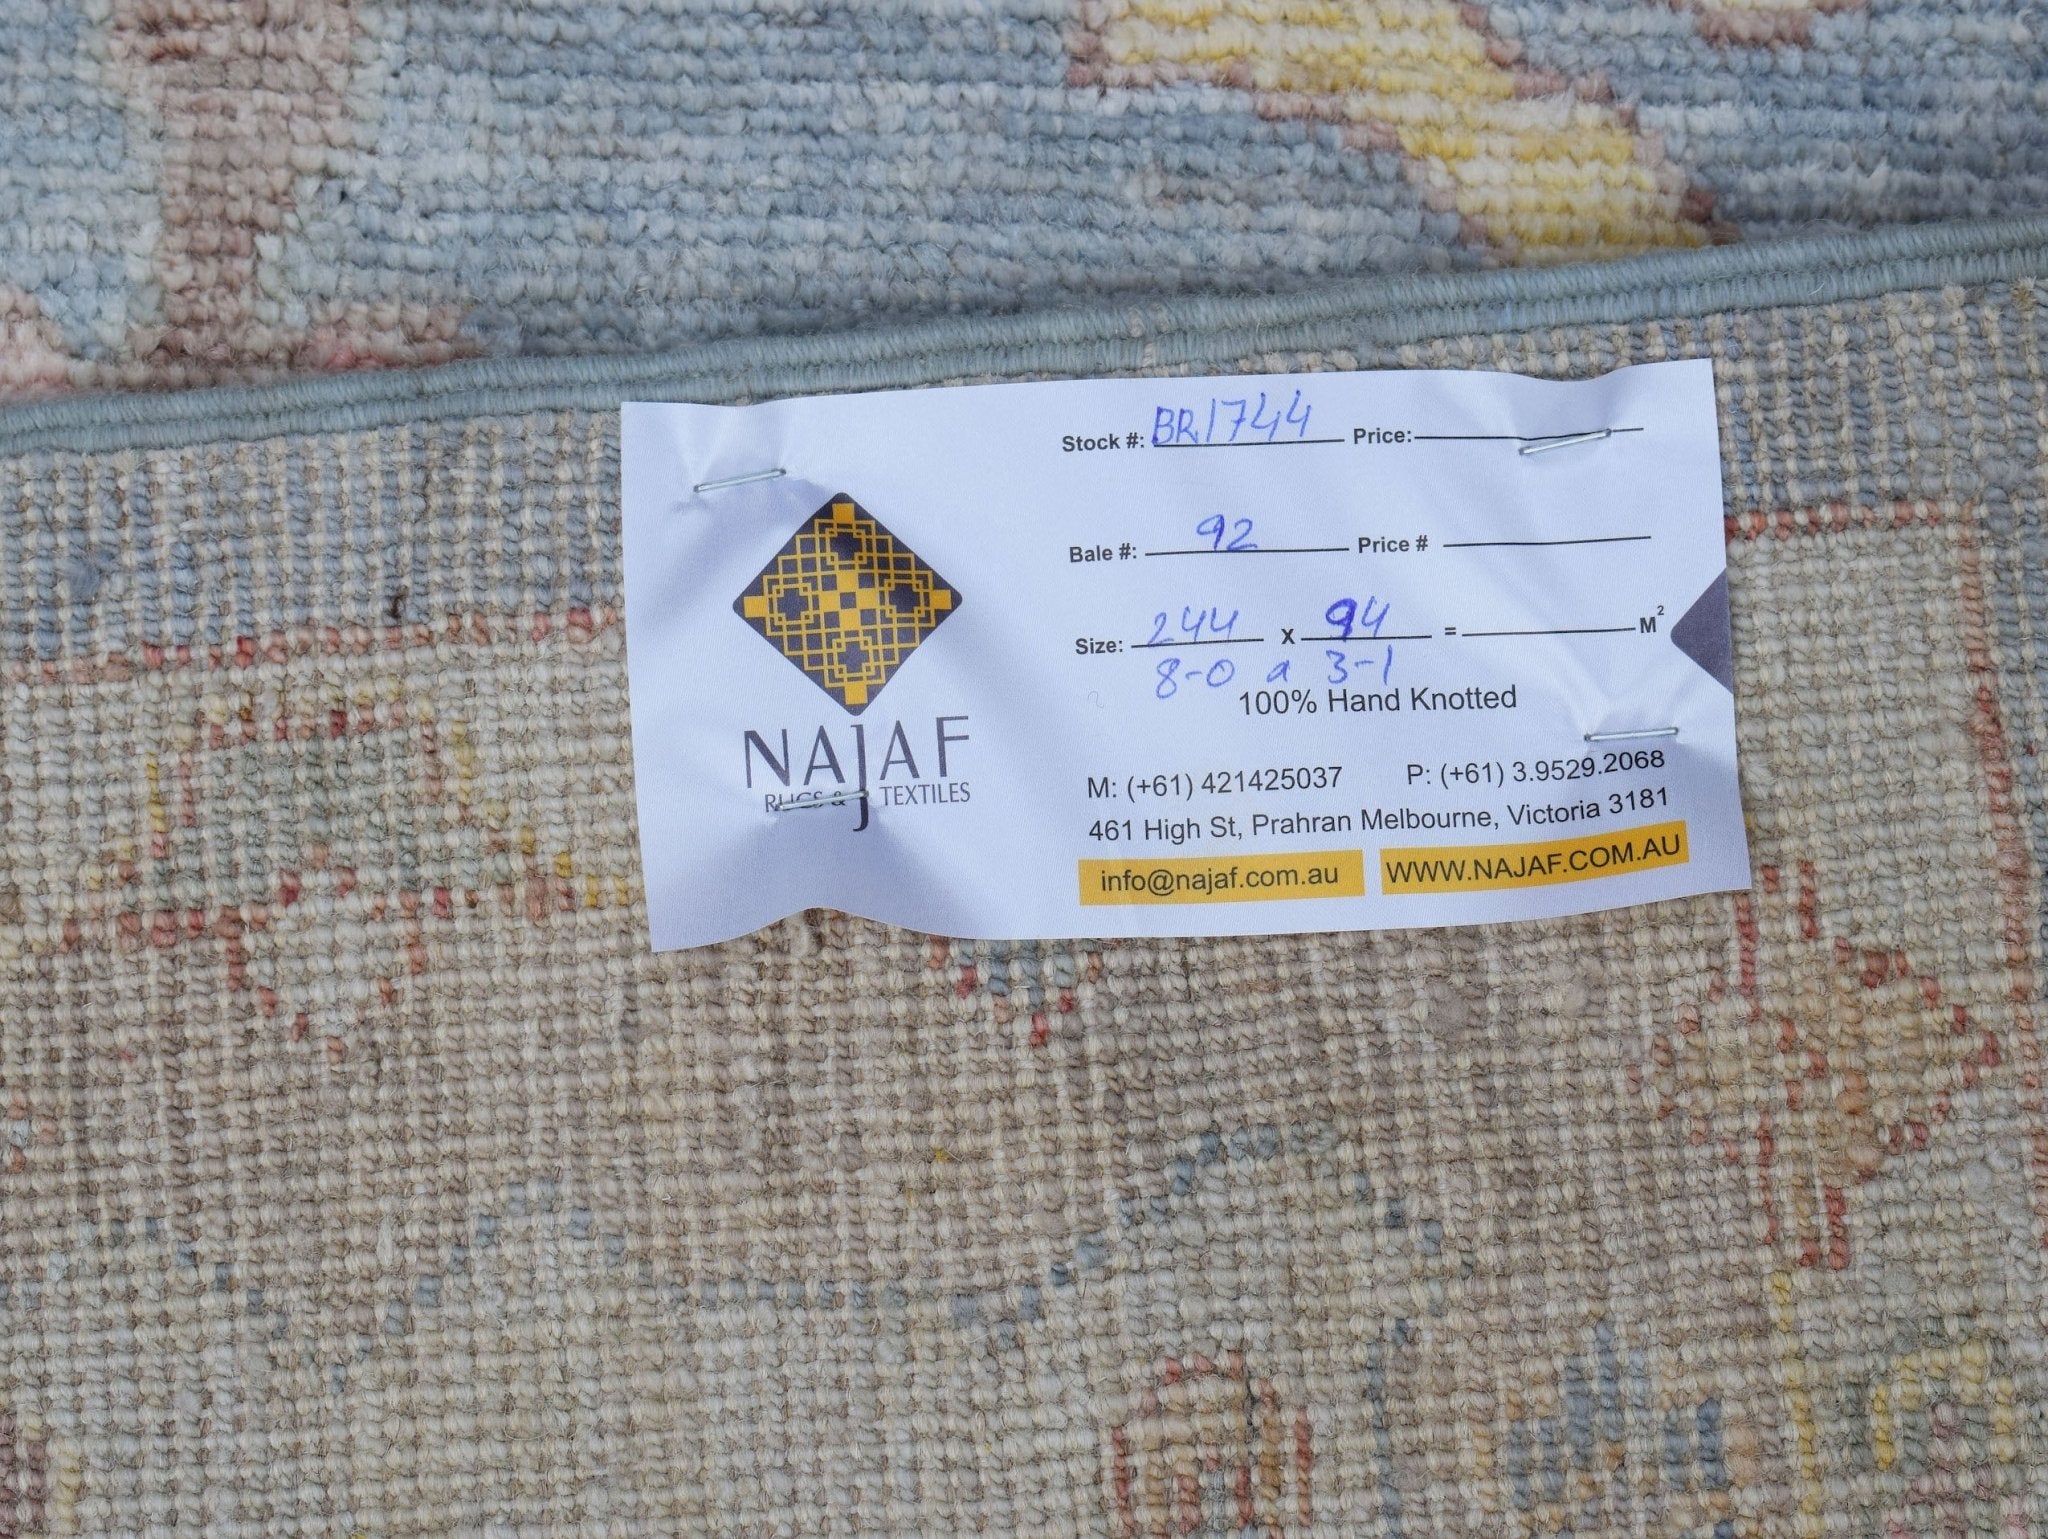 Stock #: BR1744 Price:
Bale #: 92 Price #
Size: 244 x 94 = M²
8-0 a 3-1
100% Hand Knotted
NAJAF
RUGS & TEXTILES
M: (+61) 421425037 P: (+61) 3.9529.2068
461 High St, Prahran Melbourne, Victoria 3181
info@najaf.com.au WWW.NAJAF.COM.AU